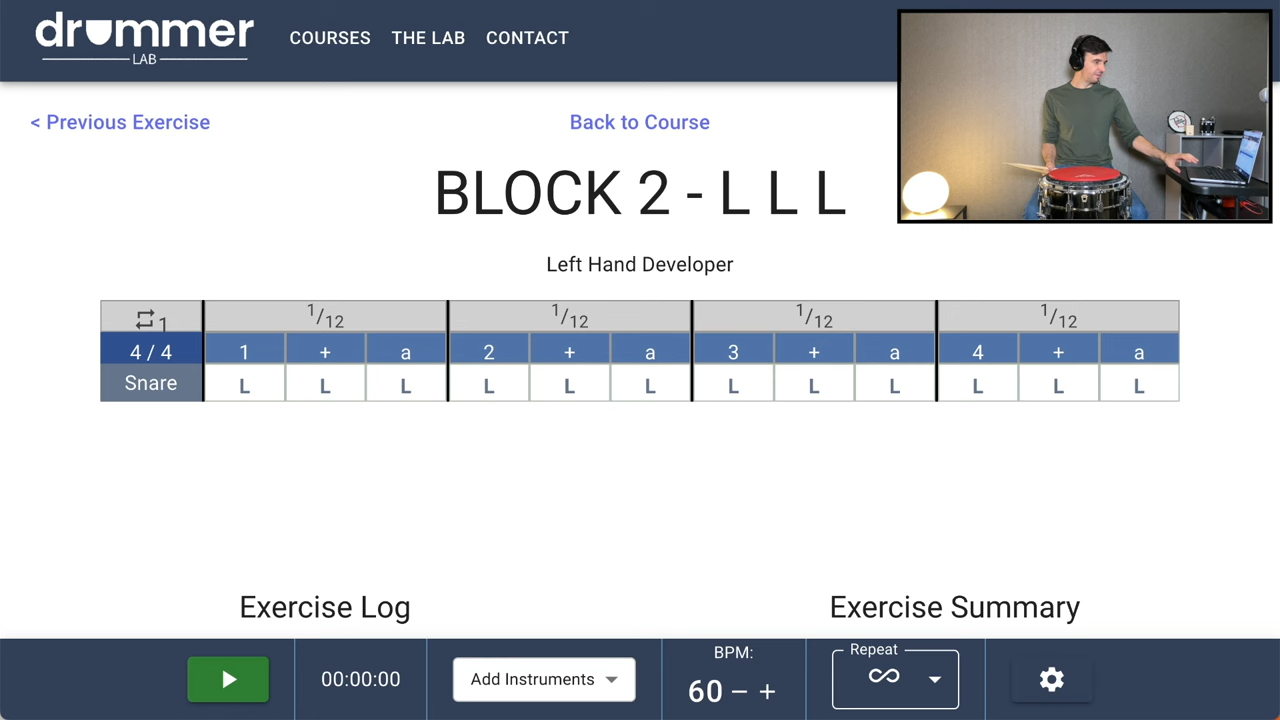 drummer
LAB
COURSES THE LAB CONTACT
< Previous Exercise Back to Course
BLOCK 2 - L L L
Left Hand Developer
1 1/12 1/12 1/12 1/12
4 / 4 1 + a 2 + a 3 + a 4 + a
Snare L L L L L L L L L L L L
Exercise Log Exercise Summary
00:00:00 Add Instruments BPM: 60 − + Repeat ∞